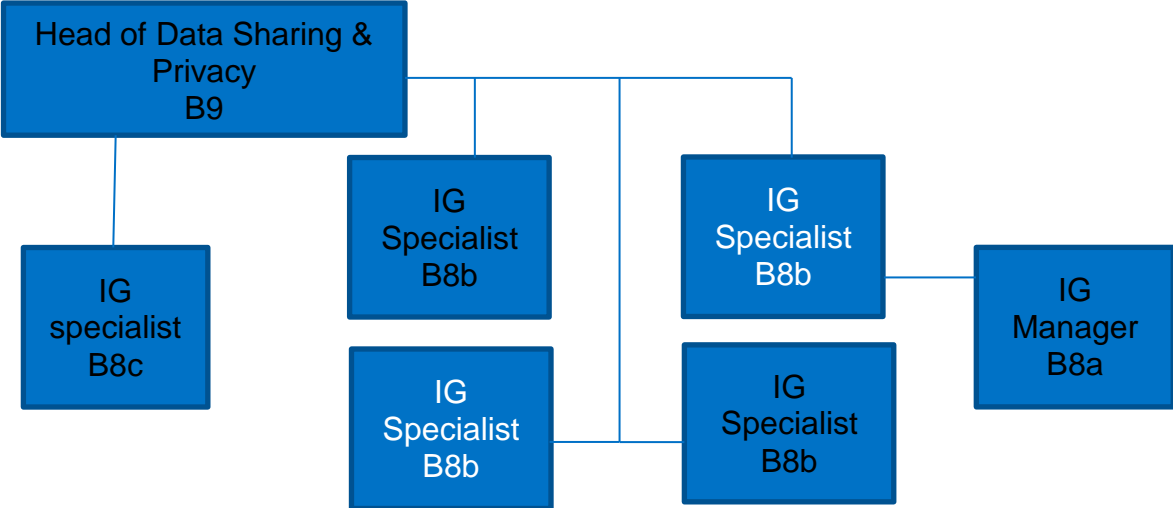 Head of Data Sharing &
Privacy
B9
IG
Specialist
B8b
IG
Specialist
B8b
IG
specialist
B8c
IG
Manager
B8a
IG
Specialist
B8b
IG
Specialist
B8b